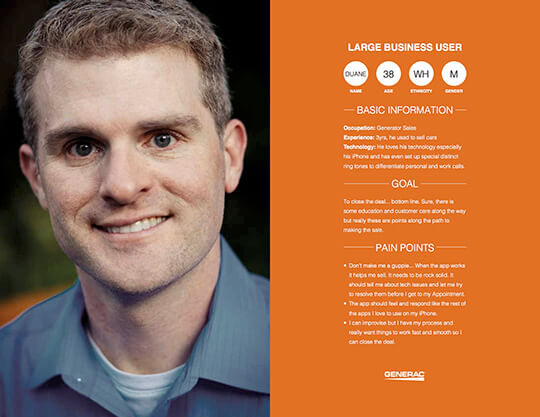 LARGE BUSINESS USER
DUANE 38 WH M
NAME AGE ETHNICITY GENDER
BASIC INFORMATION
Occupation: Generator Sales
Experience: 3yrs, he used to sell cars
Technology: He loves his technology especially
his iPhone and has even set up special distinct
ring tones to differentiate personal and work calls.
GOAL
To close the deal... bottom line. Sure, there is
some education and customer care along the way
but really these are points along the path to
making the sale.
PAIN POINTS
• Don't make me a guppie... When the app works
it helps me sell. It needs to be rock solid. It
should tell me about tech issues and let me try
to resolve them before I get to my Appointment.
• The app should feel and respond like the rest of
the apps I love to use on my iPhone.
• I can improvise but I have my process and
really want things to work fast and smooth so I
can close the deal.
GENERAC